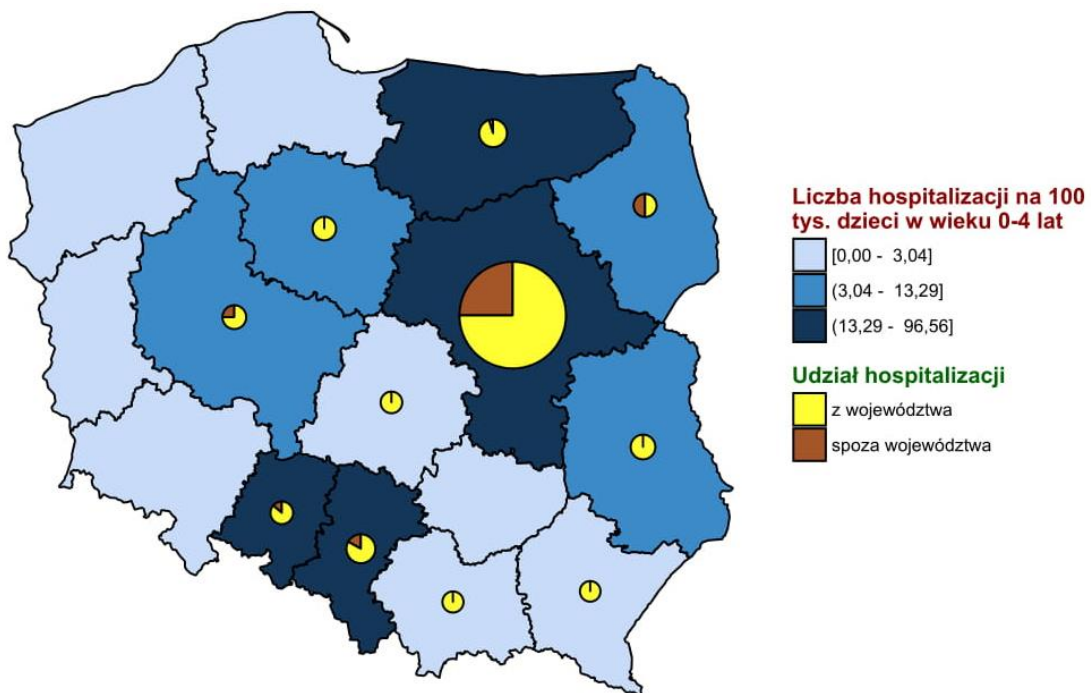 Liczba hospitalizacji na 100
tys. dzieci w wieku 0-4 lat
[0,00 - 3,04]
(3,04 - 13,29]
(13,29 - 96,56]
Udział hospitalizacji
z województwa
spoza województwa